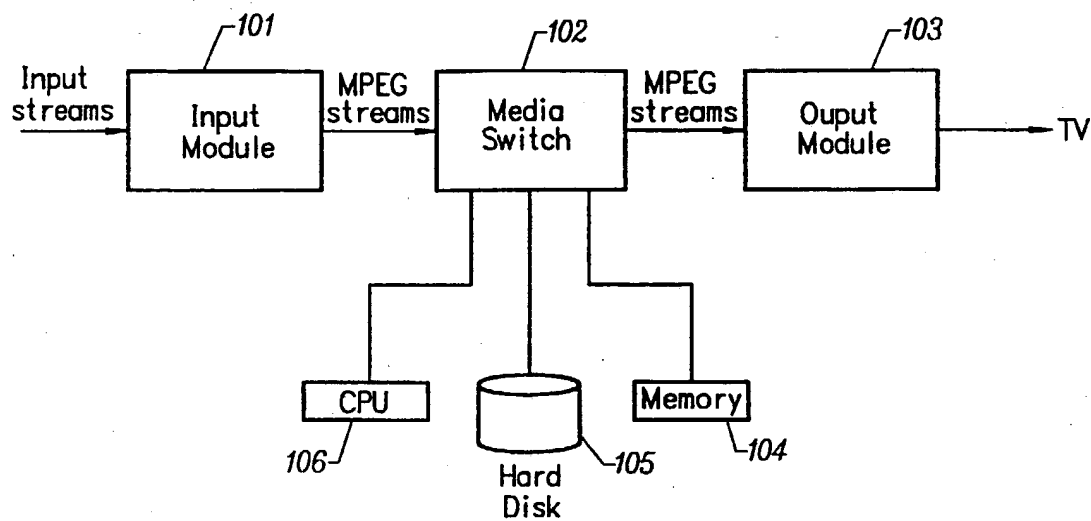 101
102
103
Input
streams
MPEG
streams
MPEG
streams
Input
Module
Media
Switch
Ouput
Module
TV
CPU
Memory
106
105
104
Hard
Disk